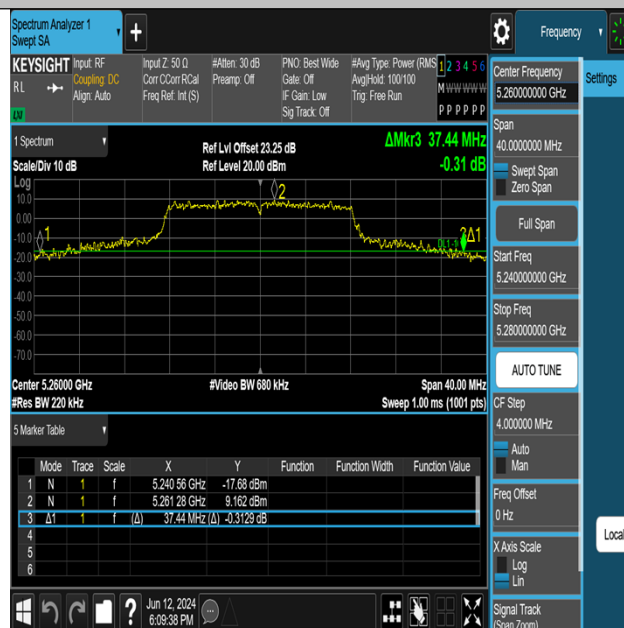 Spectrum Analyzer 1
Swept SA
Frequency
KEYSIGHT
RL
Input: RF
Coupling: DC
Align: Auto
Input Z: 50 Ω
Corr CCorr RCal
Freq Ref: Int (S)
#Atten: 30 dB
Preamp: Off
PNO: Best Wide
Gate: Off
IF Gain: Low
Sig Track: Off
#Avg Type: Power (RMS
Avg|Hold: 100/100
Trig: Free Run
1 2 3 4 5 6
M W W W W W
P P P P P P
1 Spectrum
Scale/Div 10 dB
Ref Lvl Offset 23.25 dB
Ref Level 20.00 dBm
ΔMkr3 37.44 MHz
-0.31 dB
Log
10.0
0.00
-10.0
-20.0
-30.0
-40.0
-50.0
-60.0
-70.0
1
2
2Δ1
Center 5.26000 GHz
#Res BW 220 kHz
#Video BW 680 kHz
Span 40.00 MHz
Sweep 1.00 ms (1001 pts)
5 Marker Table
Mode Trace Scale X Y Function Function Width Function Value
1 N 1 f 5.240 56 GHz -17.68 dBm
2 N 1 f 5.261 28 GHz 9.162 dBm
3 Δ1 1 f (Δ) 37.44 MHz (Δ) -0.3129 dB
4
5
6
Jun 12, 2024
6:09:38 PM
Center Frequency
5.260000000 GHz
Settings
Span
40.0000000 MHz
Swept Span
Zero Span
Full Span
Start Freq
5.240000000 GHz
Stop Freq
5.280000000 GHz
AUTO TUNE
CF Step
4.000000 MHz
Auto
Man
Freq Offset
0 Hz
Local
X Axis Scale
Log
Lin
Signal Track
(Span Zoom)